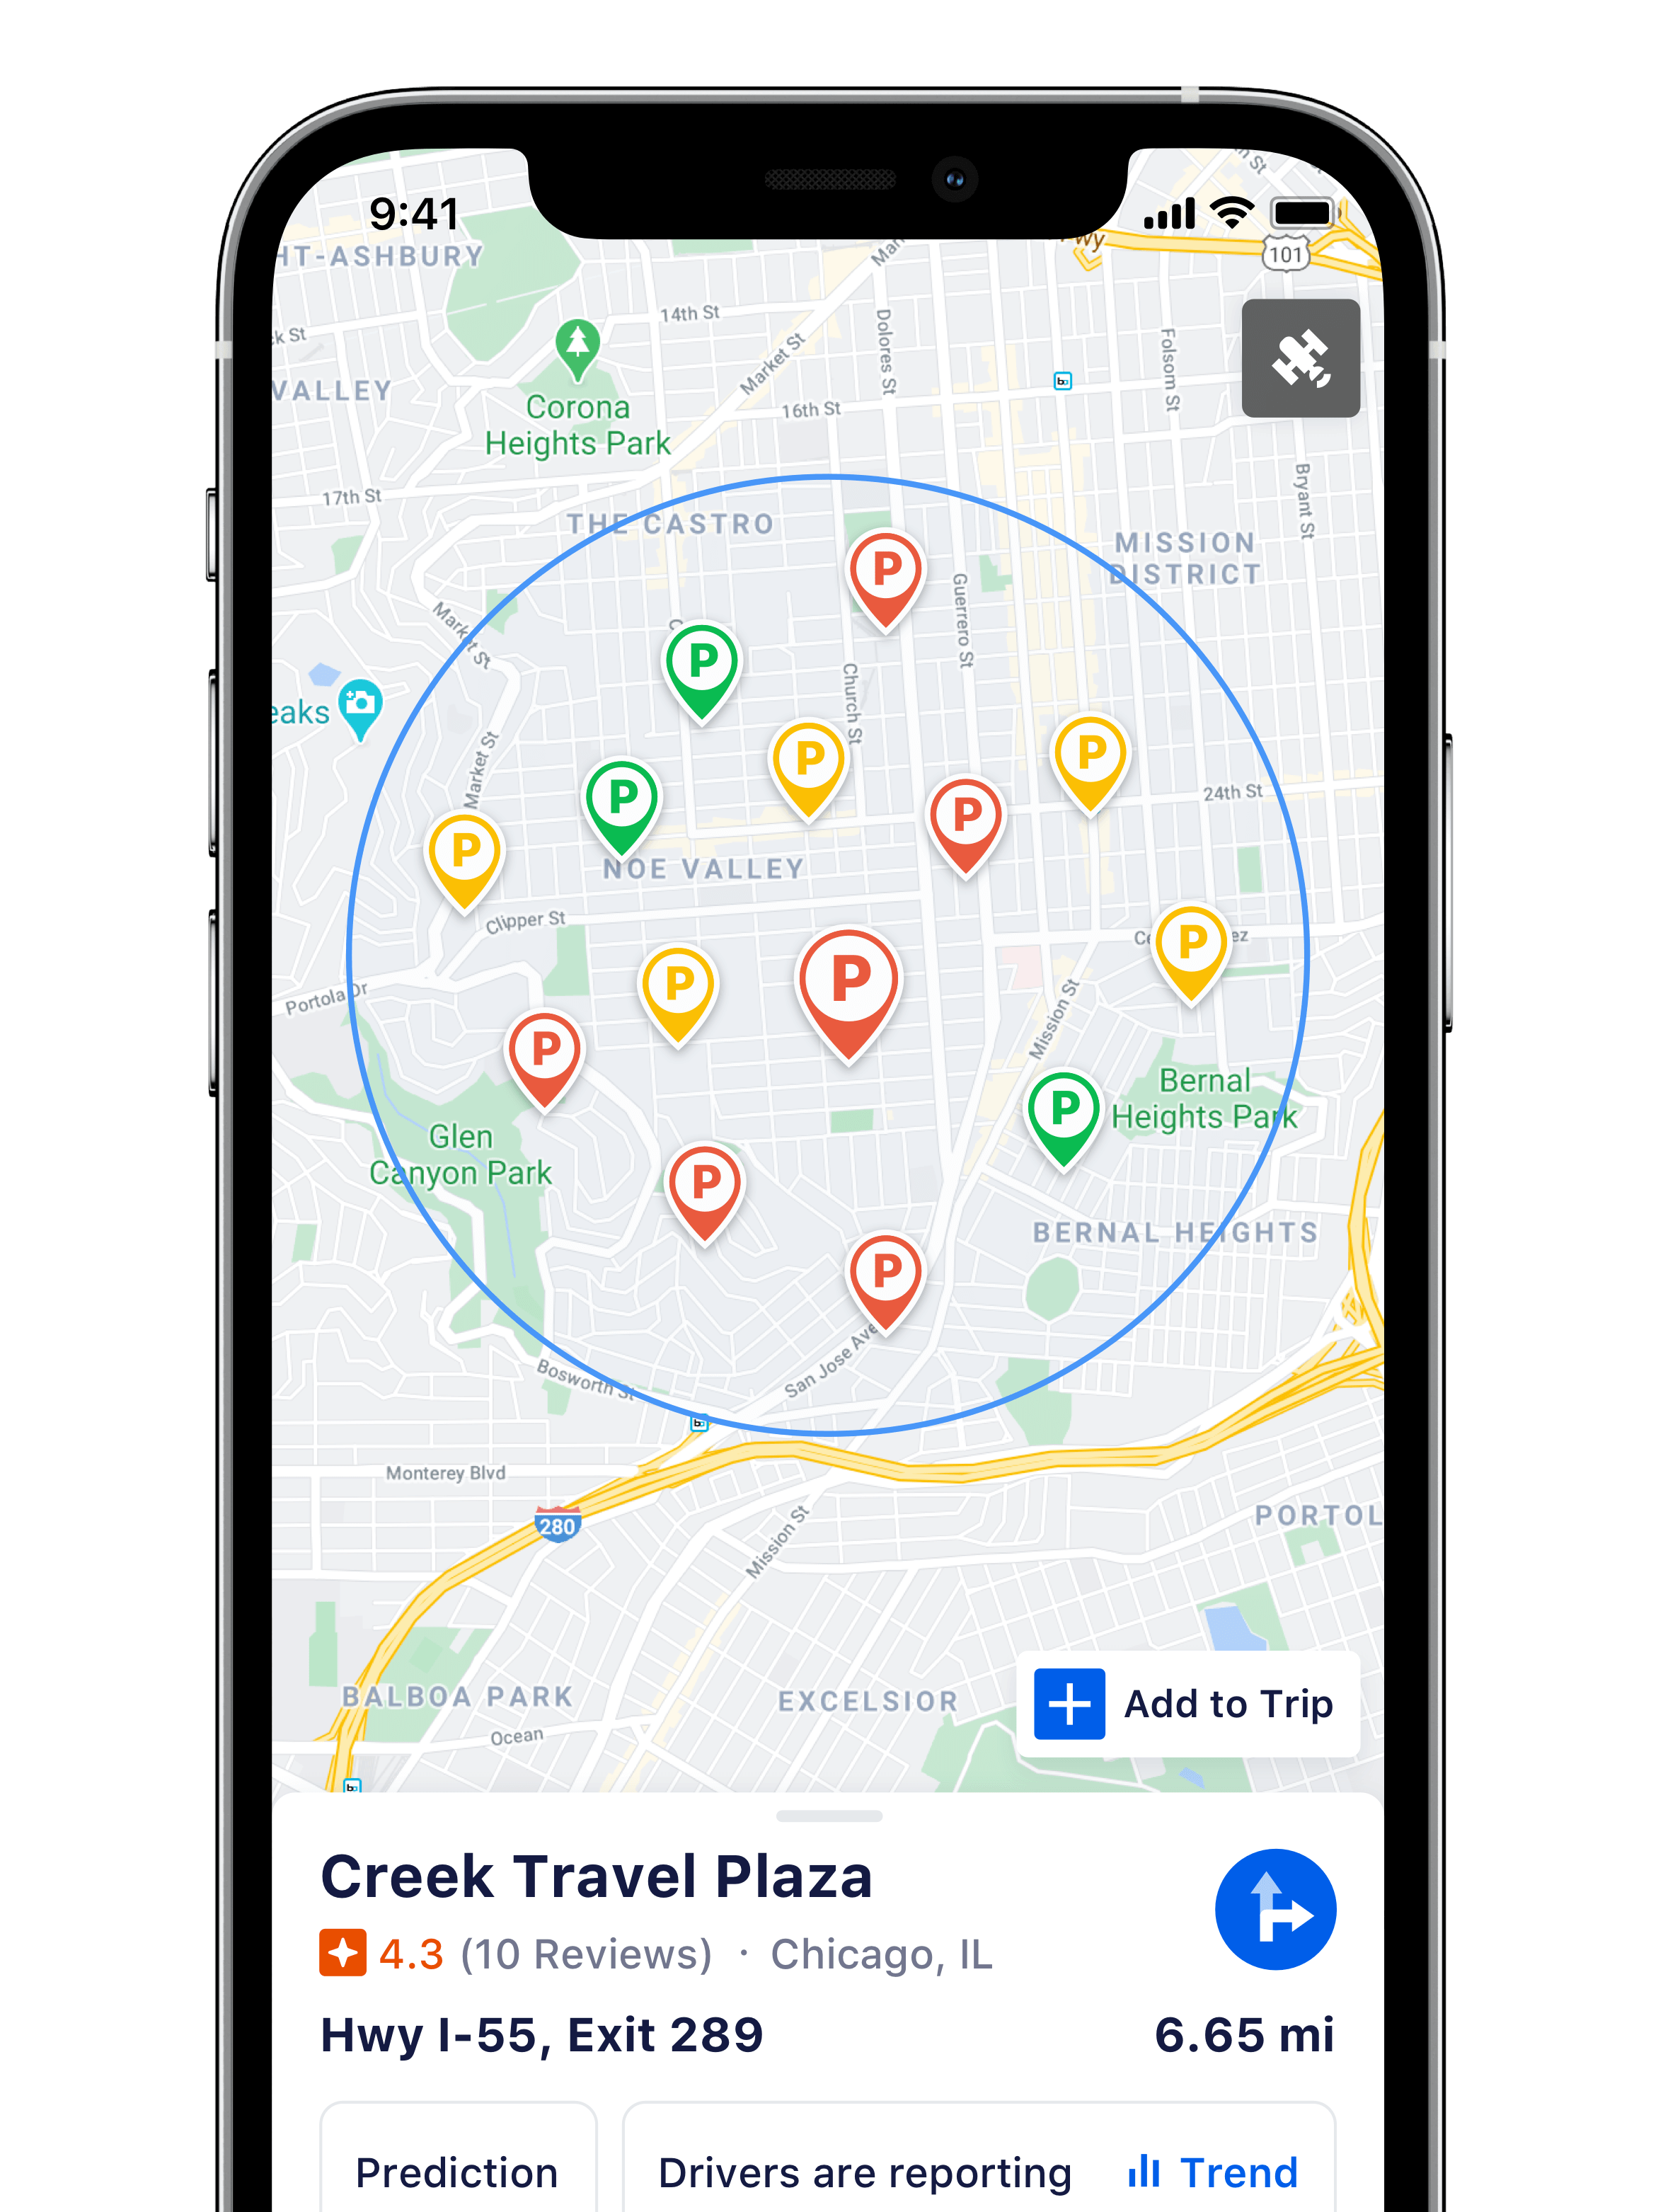 9:41
HT-ASHBURY
101
14th St
Market St
Dolores St
Folsom St
VALLEY
Corona
Heights Park
16th St
17th St
Bryant St
THE CASTRO
MISSION
DISTRICT
P
Guerrero St
Market St
P
Church St
eaks
P
P
Market St
P
24th St
P
P
NOE VALLEY
Clipper St
P
P
P
Portola Dr
Mission St
P
Bernal
Heights Park
P
Glen
Canyon Park
P
BERNAL HEIGHTS
P
San Jose Ave
Bosworth St
Monterey Blvd
280
PORTOL
Mission St
BALBOA PARK
EXCELSIOR
Add to Trip
Ocean
Creek Travel Plaza
4.3 (10 Reviews) · Chicago, IL
Hwy I-55, Exit 289
6.65 mi
Prediction
Drivers are reporting
Trend